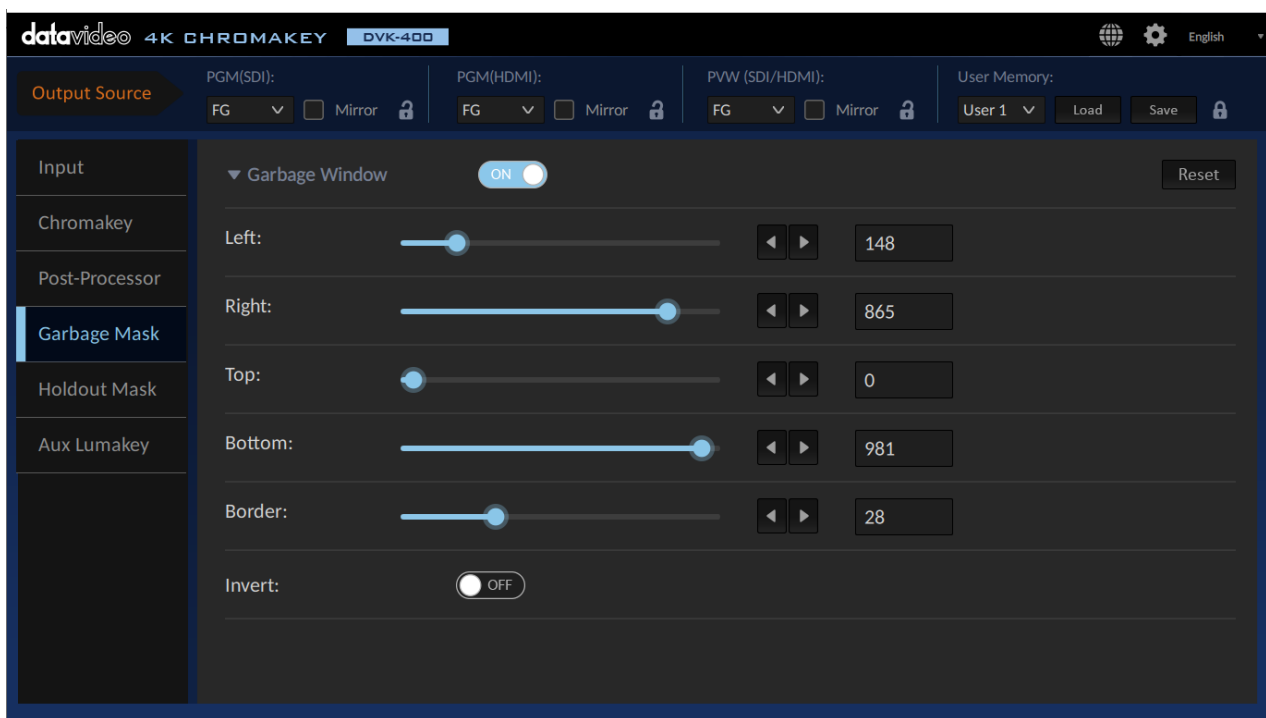 datavideo 4K CHROMAKEY DVK-400 English
Output Source
PGM(SDI): PGM(HDMI): PVW (SDI/HDMI): User Memory:
FG Mirror FG Mirror FG Mirror User 1 Load Save
Input
Chromakey
Post-Processor
Garbage Mask
Holdout Mask
Aux Lumakey
Garbage Window ON Reset
Left: 148
Right: 865
Top: 0
Bottom: 981
Border: 28
Invert: OFF